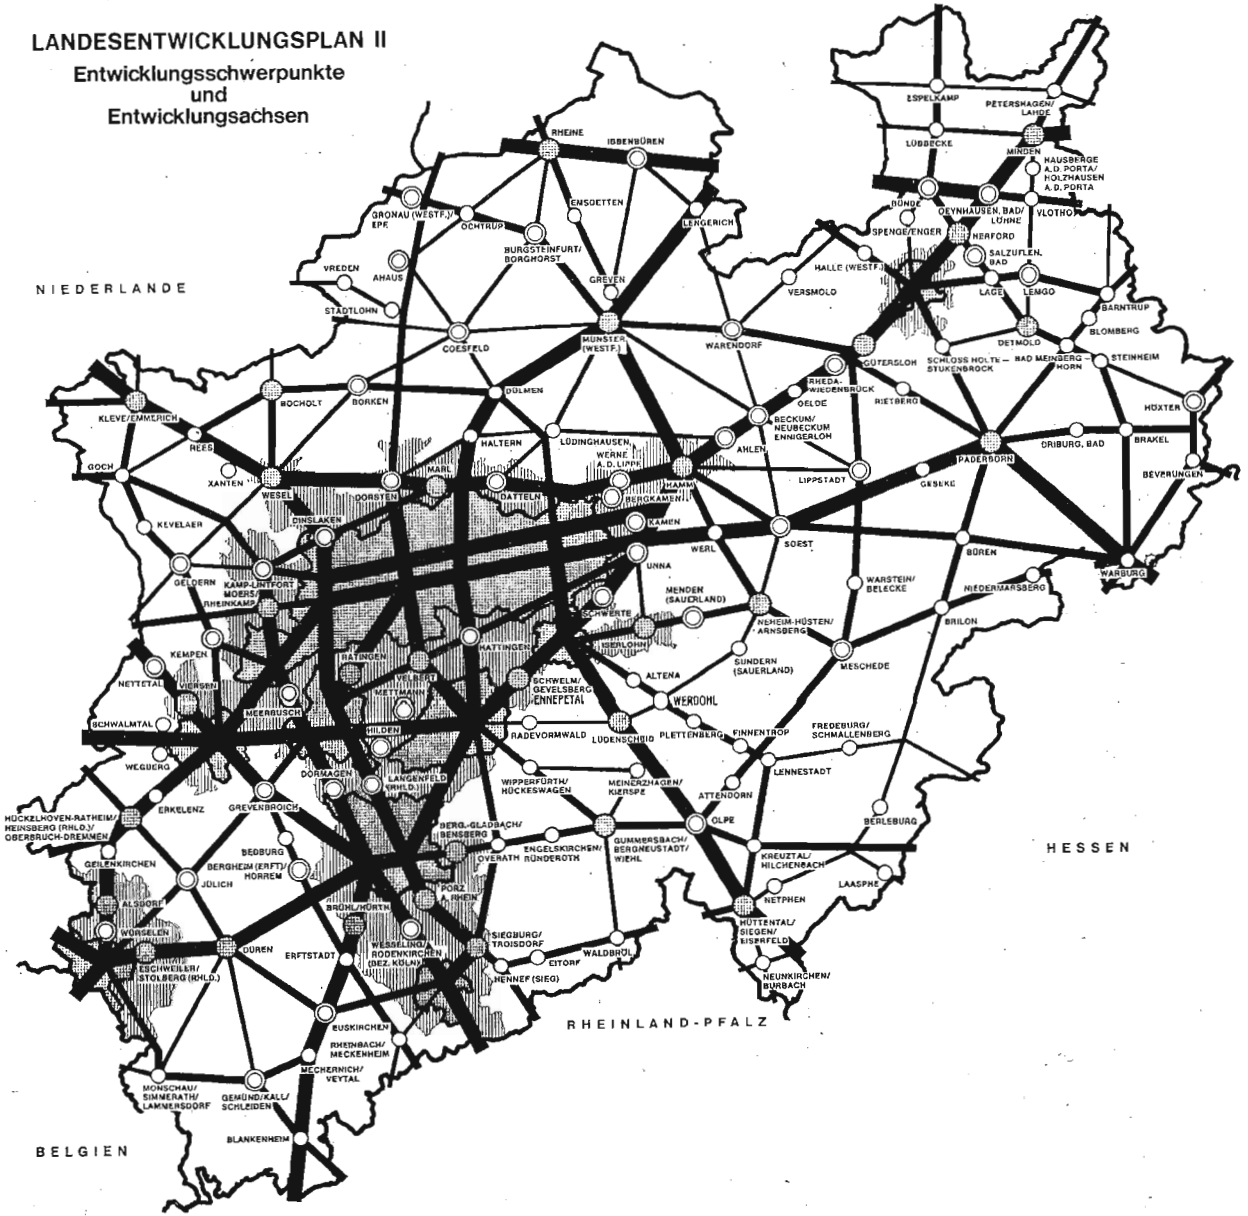 LANDESENTWICKLUNGSPLAN II
Entwicklungsschwerpunkte
und
Entwicklungsachsen
ESPELKAMP
PETERSHAGEN/
LAHDE
RHEINE
IBBENBÜREN
LÜBBECKE
MINDEN
HAUSBERGE
A.D. PORTA/
HOLZHAUSEN
A.D. PORTA
GRONAU (WESTF.)/
EPE
OCHTRUP
EMSDETTEN
LENGERICH
BÜNDE
OEYNHAUSEN, BAD/
LÖHNE
VLOTHO
BURGSTEINFURT/
BORGHORST
SPENGE/ENGER
HERFORD
SALZUFLEN,
BAD
VREDEN
AHAUS
GREVEN
HALLE (WESTF.)
VERSMOLD
LAGE
LEMGO
NIEDERLANDE
STADTLOHN
BARNTRUP
BLOMBERG
COESFELD
MÜNSTER
(WESTF.)
WARENDORF
DETMOLD
GÜTERSLOH
SCHLOSS HOLTE-
STUKENBROCK
BAD MEINBERG-
HORN
STEINHEIM
RHEDA-
WIEDENBRÜCK
RIETBERG
KLEVE/EMMERICH
BOCHOLT
BORKEN
DÜLMEN
OELDE
HÖXTER
BECKUM/
NEUBECKUM
ENNIGERLOH
REES
HALTERN
LÜDINGHAUSEN
AHLEN
DRIBURG, BAD
BRAKEL
PADERBORN
GOCH
XANTEN
WESEL
DORSTEN
MARL
DATTELN
WERNE
A.D. LIPPE
BERGKAMEN
HAMM
LIPPSTADT
GESEKE
BEVERUNGEN
KEVELAER
DINSLAKEN
KAMEN
WERL
SOEST
BÜREN
GELDERN
KAMP-LINTFORT
MOERS/
RHEINKAMP
UNNA
WARBURG
SCHWERTE
MENDEN
(SAUERLAND)
WARSTEIN/
BELECKE
NIEDERMARSBERG
KEMPEN
HATTINGEN
ISERLOHN
NEHEIM-HÜSTEN/
ARNSBERG
BRILON
NETTETAL
VIERSEN
RATINGEN
VELBERT
METTMANN
SUNDERN
(SAUERLAND)
MESCHEDE
SCHWELM/
GEVELSBERG
ENNEPETAL
ALTENA
WERDOHL
SCHWALMTAL
MEERBUSCH
HILDEN
RADEVORMWALD
LÜDENSCHEID
PLETTENBERG
FINNENTROP
FREDEBURG/
SCHMALLENBERG
WEGBERG
DORMAGEN
LANGENFELD
(RHLD.)
WIPPERFÜRTH/
HÜCKESWAGEN
MEINERZHAGEN/
KIERSPE
LENNESTADT
ATTENDORN
ERKELENZ
GREVENBROICH
HÜCKELHOVEN-RATHEIM/
HEINSBERG (RHLD.)/
OBERBRUCH-DREMMEN
BERG.-GLADBACH/
BENSBERG
OLPE
BERLEBURG
GEILENKIRCHEN
BEDBURG
OVERATH
ENGELSKIRCHEN/
RÜNDEROTH
GUMMERSBACH/
BERGNEUSTADT/
WIEHL
KREUZTAL/
HILCHENBACH
HESSEN
JÜLICH
BERGHEIM (ERFT)/
HORREM
PORZ
A. RHEIN
NETPHEN
LAASPHE
ALSDORF
BRÜHL/HÜRTH
WÜRSELEN
DÜREN
WESSELING/
RODENKIRCHEN
(BEZ. KÖLN)
SIEGBURG/
TROISDORF
HÜTTENTAL/
SIEGEN/
EISERFELD
ERFTSTADT
ESCHWEILER/
STOLBERG (RHLD.)
HENNEF (SIEG)
EITORF
WALDBRÖL
NEUNKIRCHEN/
BURBACH
EUSKIRCHEN
RHEINLAND-PFALZ
RHEINBACH/
MECKENHEIM
MECHERNICH/
VEYTAL
MONSCHAU/
SIMMERATH/
LAMMERSDORF
GEMÜND/KALL/
SCHLEIDEN
BLANKENHEIM
BELGIEN